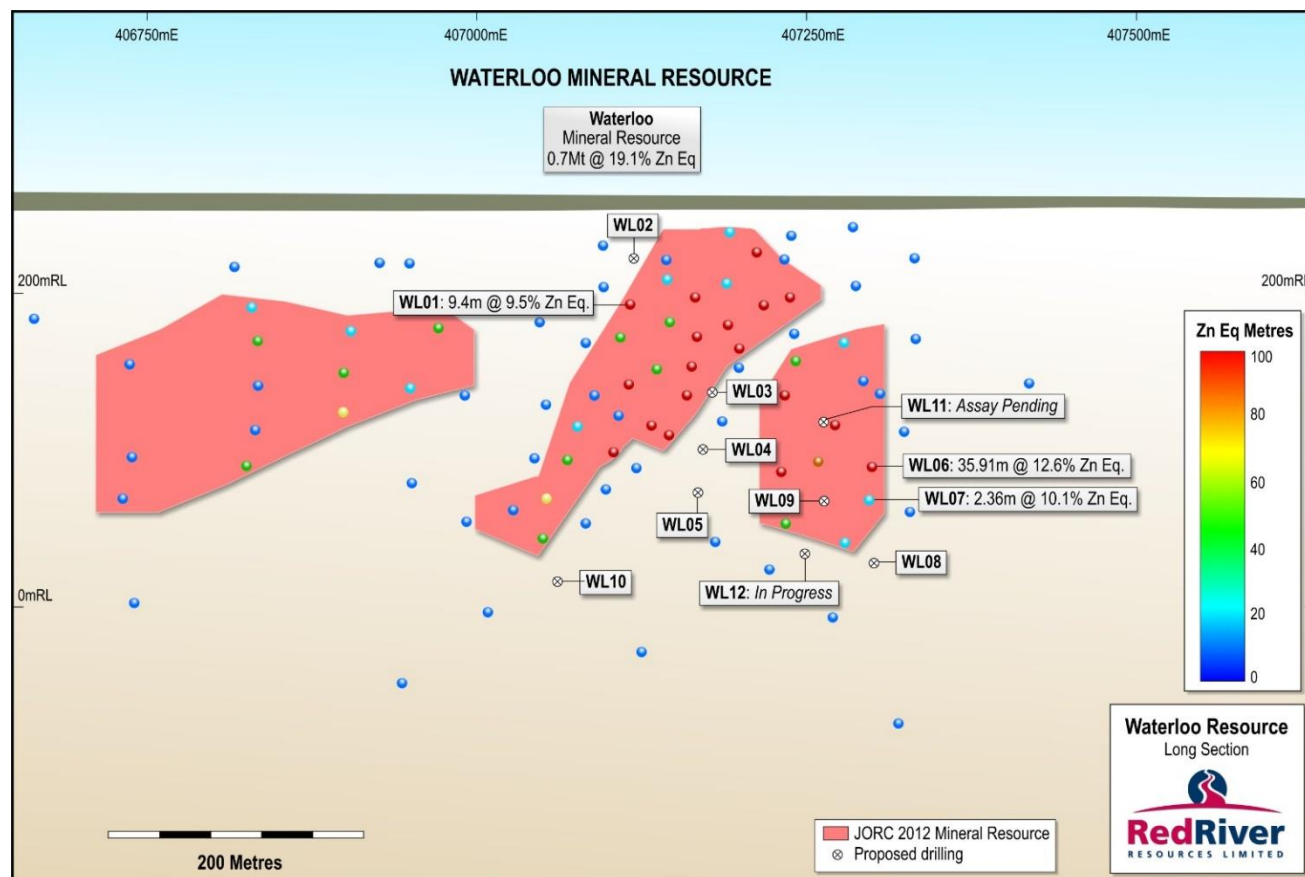 406750mE
407000mE
407250mE
407500mE
WATERLOO MINERAL RESOURCE
Waterloo
Mineral Resource
0.7Mt @ 19.1% Zn Eq
WL02
200mRL
200mRL
WL01: 9.4m @ 9.5% Zn Eq.
Zn Eq Metres
100
80
60
40
20
0
WL03
WL11: Assay Pending
WL04
WL06: 35.91m @ 12.6% Zn Eq.
WL09
WL07: 2.36m @ 10.1% Zn Eq.
WL05
WL08
WL10
WL12: In Progress
0mRL
200 Metres
JORC 2012 Mineral Resource
Proposed drilling
Waterloo Resource
Long Section
RedRiver
RESOURCES LIMITED